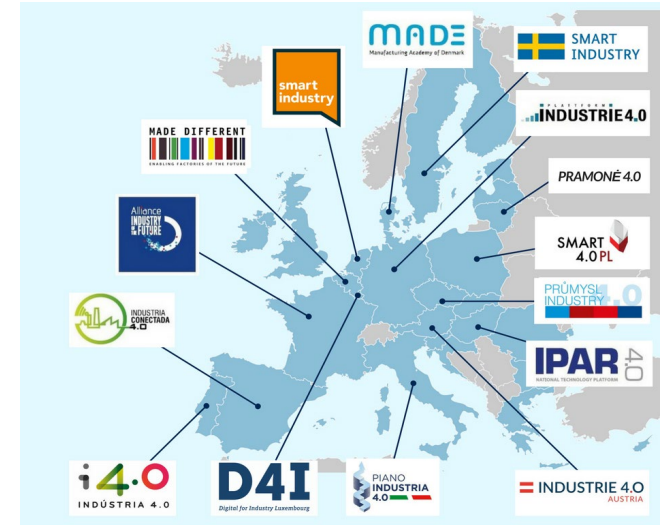 MADE
Manufacturing Academy of Denmark
SMART
INDUSTRY
smart
industry
PLATTFORM
INDUSTRIE4.0
MADE DIFFERENT
ENABLING FACTORIES OF THE FUTURE
PRAMONĖ 4.0
Alliance
INDUSTRY
OF THE FUTURE
SMART
4.0 PL
PRŮMYSL
INDUSTRY 4.0
INDUSTRIA
CONECTADA
4.0
IPAR 4.0
NATIONAL TECHNOLOGY PLATFORM
i4.0
INDÚSTRIA 4.0
D4I
Digital for Industry Luxembourg
PIANO
INDUSTRIA
4.0
INDUSTRIE 4.0
AUSTRIA